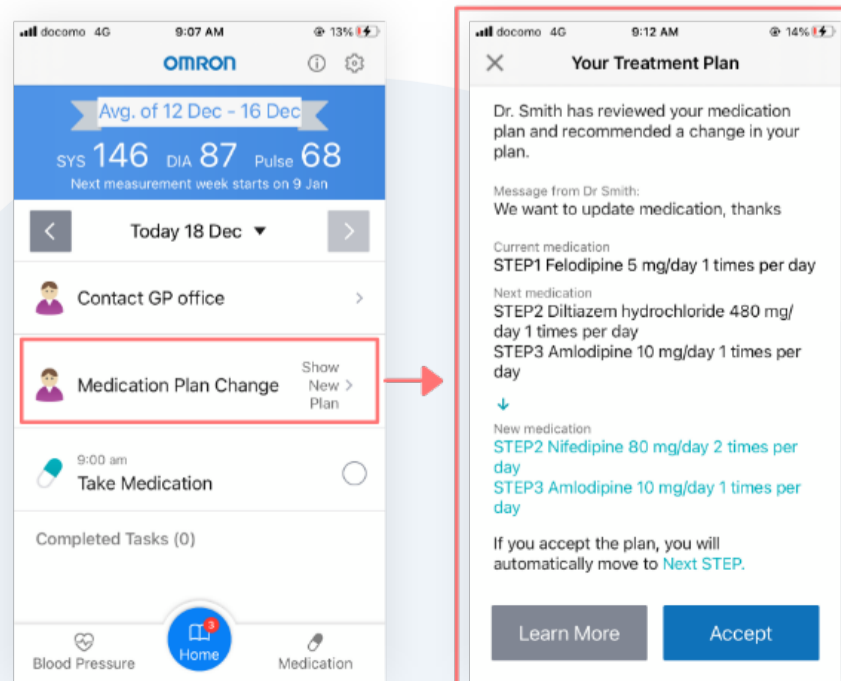 docomo 4G 9:07 AM 13%
OMRON
Avg. of 12 Dec - 16 Dec
SYS 146 DIA 87 Pulse 68
Next measurement week starts on 9 Jan
Today 18 Dec
Contact GP office
Medication Plan Change
Show
New
Plan
9:00 am
Take Medication
Completed Tasks (0)
3
Blood Pressure
Home
Medication
docomo 4G 9:12 AM 14%
Your Treatment Plan
Dr. Smith has reviewed your medication
plan and recommended a change in your
plan.
Message from Dr Smith:
We want to update medication, thanks
Current medication
STEP1 Felodipine 5 mg/day 1 times per day
Next medication
STEP2 Diltiazem hydrochloride 480 mg/
day 1 times per day
STEP3 Amlodipine 10 mg/day 1 times per
day
New medication
STEP2 Nifedipine 80 mg/day 2 times per
day
STEP3 Amlodipine 10 mg/day 1 times per
day
If you accept the plan, you will
automatically move to Next STEP.
Learn More
Accept